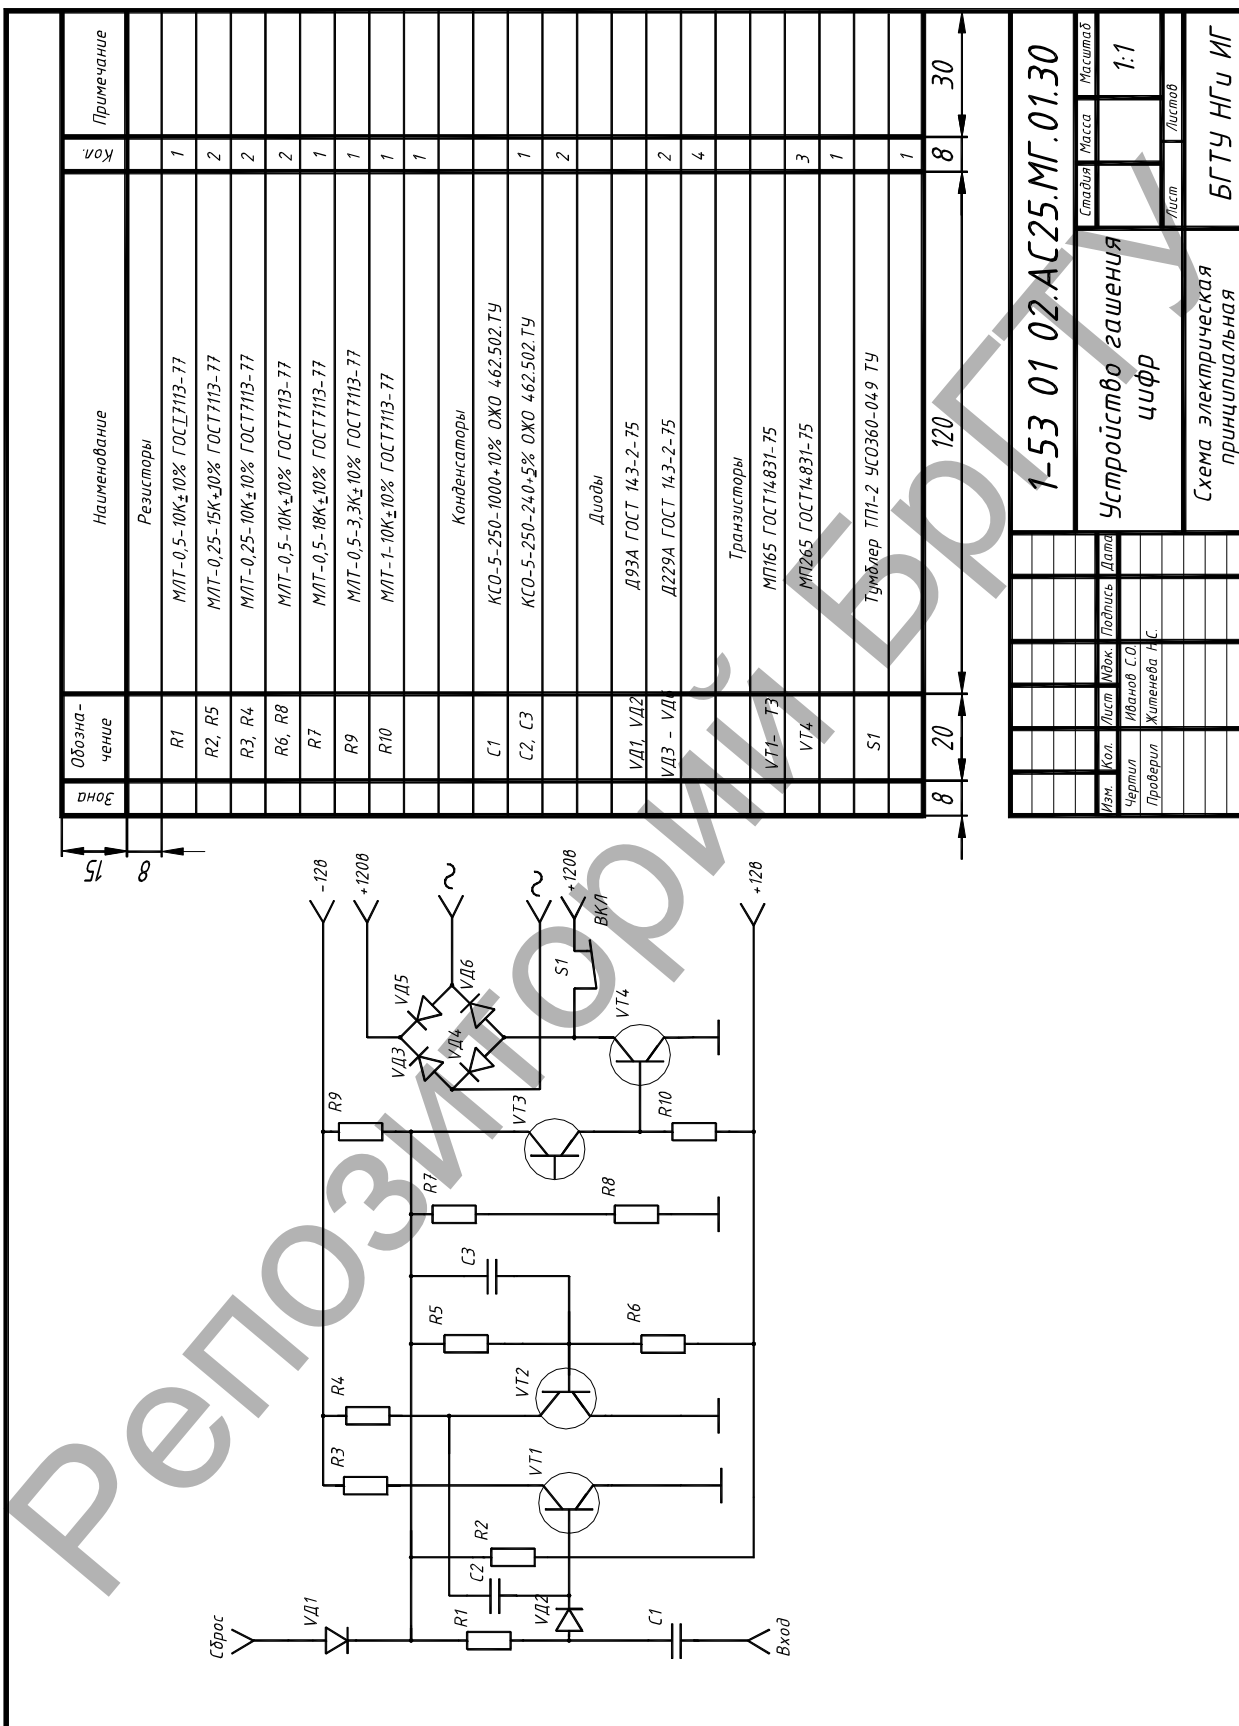 Зона
Обозна-
чение
Наименование
Кол.
Примечание
Резисторы
R1 МЛТ-0,5-10К±10% ГОСТ7113-77 1
R2, R5 МЛТ-0,25-15К±10% ГОСТ7113-77 2
R3, R4 МЛТ-0,25-10К±10% ГОСТ7113-77 2
R6, R8 МЛТ-0,5-10К±10% ГОСТ7113-77 2
R7 МЛТ-0,5-18К±10% ГОСТ7113-77 1
R9 МЛТ-0,5-3,3К±10% ГОСТ7113-77 1
R10 МЛТ-1-10К±10% ГОСТ7113-77 1
1
Конденсаторы
С1 КСО-5-250-1000+10% ОЖО 462.502.ТУ
С2, С3 КСО-5-250-240±5% ОЖО 462.502.ТУ 1
2
Диоды
VД1, VД2 Д93А ГОСТ 143-2-75
VД3 - VД6 Д229А ГОСТ 143-2-75 2
4
Транзисторы
VT1- T3 МП165 ГОСТ14831-75
VT4 МП265 ГОСТ14831-75 3
1
S1 Тумблер ТП1-2 УСО360-049 ТУ
1
15
8
8
20
120
8
30
Сброс
VД1
R1
VД2
С1
Вход
С2
R2
R3
VT1
R4
VT2
R5
R6
С3
R7
R8
R9
VT3
R10
VT4
VД3
VД4
VД5
VД6
S1
ВКЛ
-12В
+120В
~
~
+120В
+12В
1-53 01 02.АС25.МГ.01.30
Устройство гашения
цифр
Стадия Масса Масштаб
1:1
Лист Листов
Изм. Кол. Лист Nдок. Подпись Дата
Чертил Иванов С.О.
Проверил Житенева Н.С.
Схема электрическая
принципиальная
БГТУ НГи ИГ
Репозиторий БрГТУ